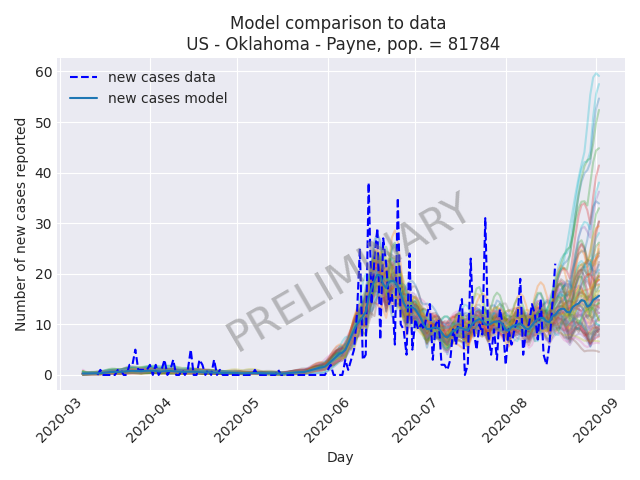 Model comparison to data
US - Oklahoma - Payne, pop. = 81784
new cases data
new cases model
PRELIMINARY
Number of new cases reported
60
50
40
30
20
10
0
2020-03
2020-04
2020-05
2020-06
2020-07
2020-08
2020-09
Day